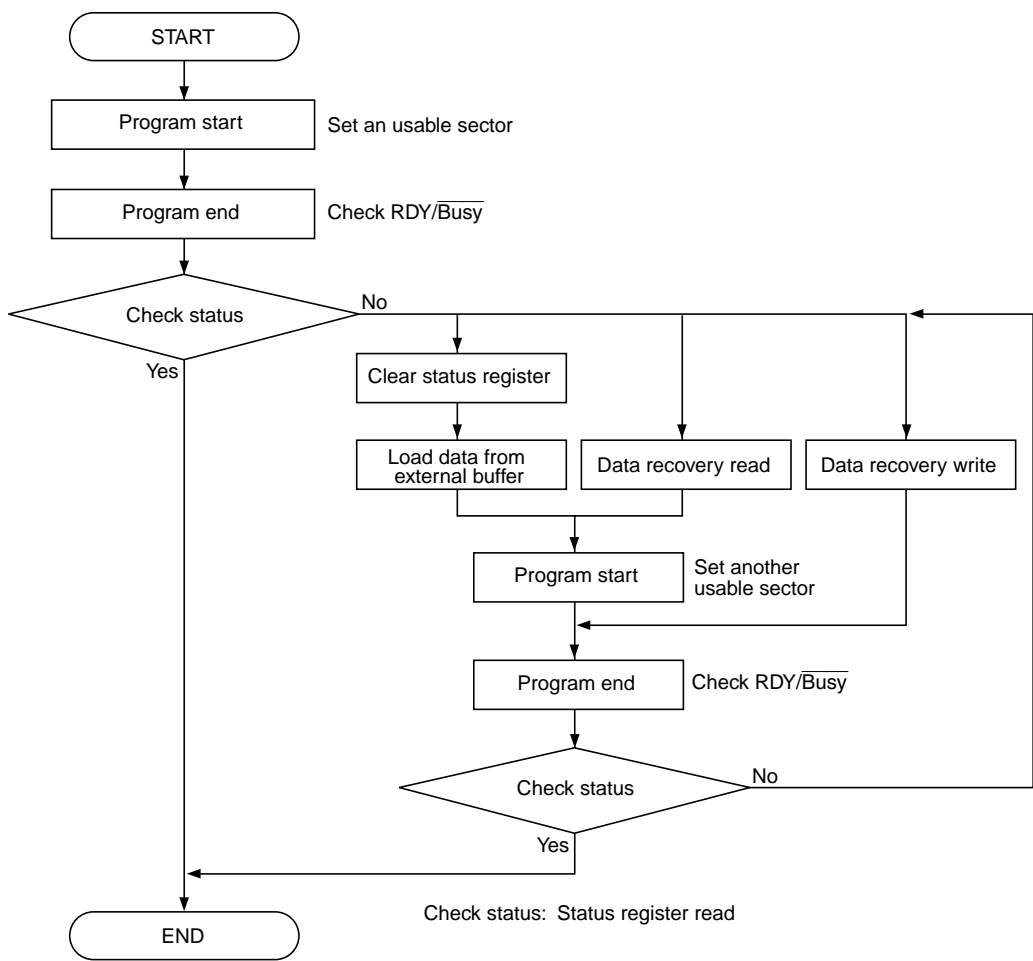 START
Program start
Set an usable sector
Program end
Check RDY/Busy
Check status
No
Yes
Clear status register
Load data from
external buffer
Data recovery read
Data recovery write
Program start
Set another
usable sector
Program end
Check RDY/Busy
Check status
No
Yes
Check status: Status register read
END